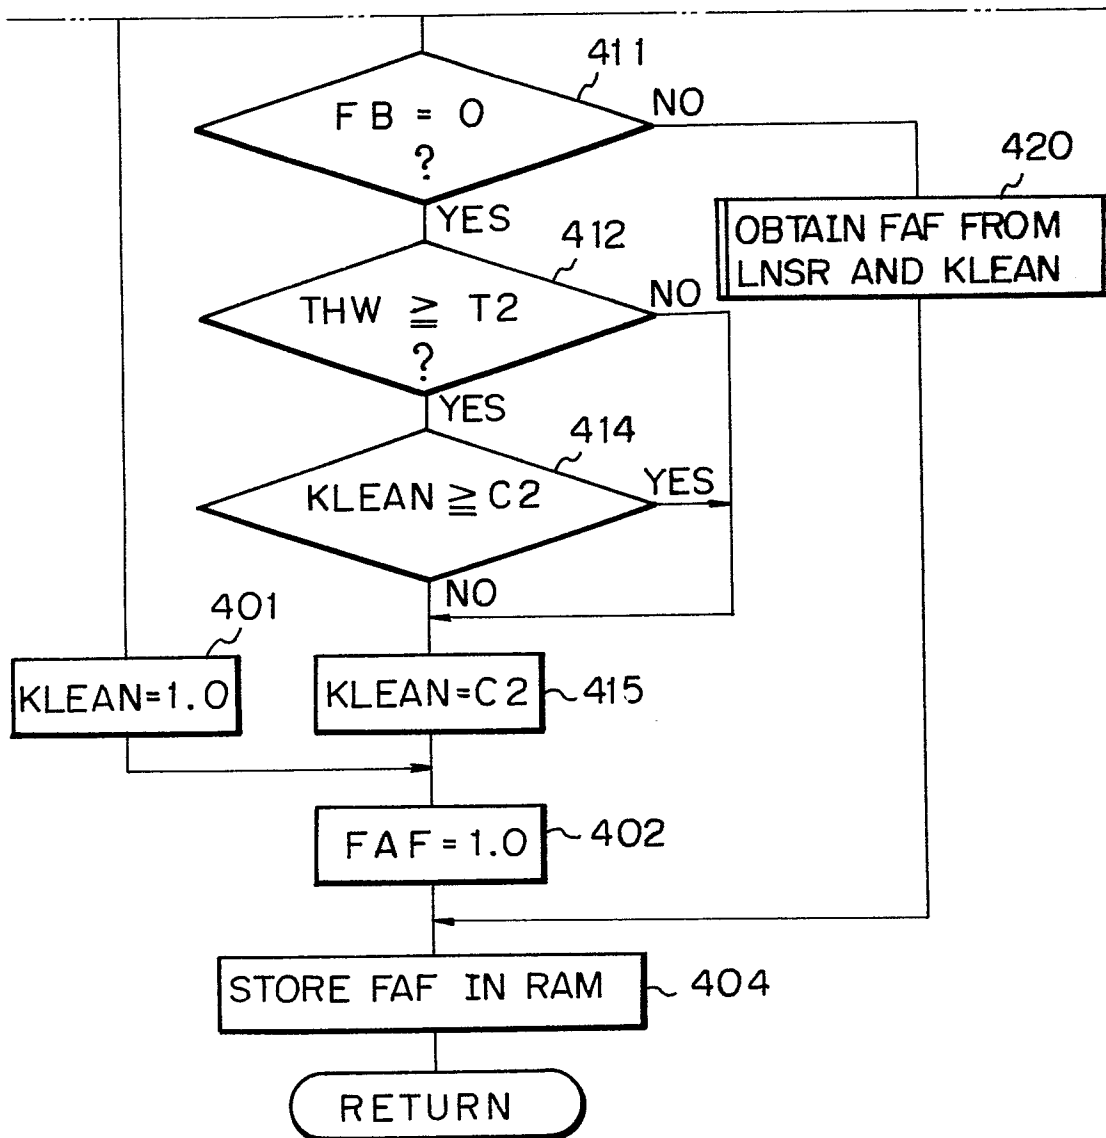 411
FB = 0
?
NO
YES
420
OBTAIN FAF FROM
LNSR AND KLEAN
412
THW ≧ T2
?
NO
YES
414
KLEAN ≧ C2
YES
NO
401
KLEAN=1.0
KLEAN=C2
415
FAF=1.0
402
STORE FAF IN RAM
404
RETURN